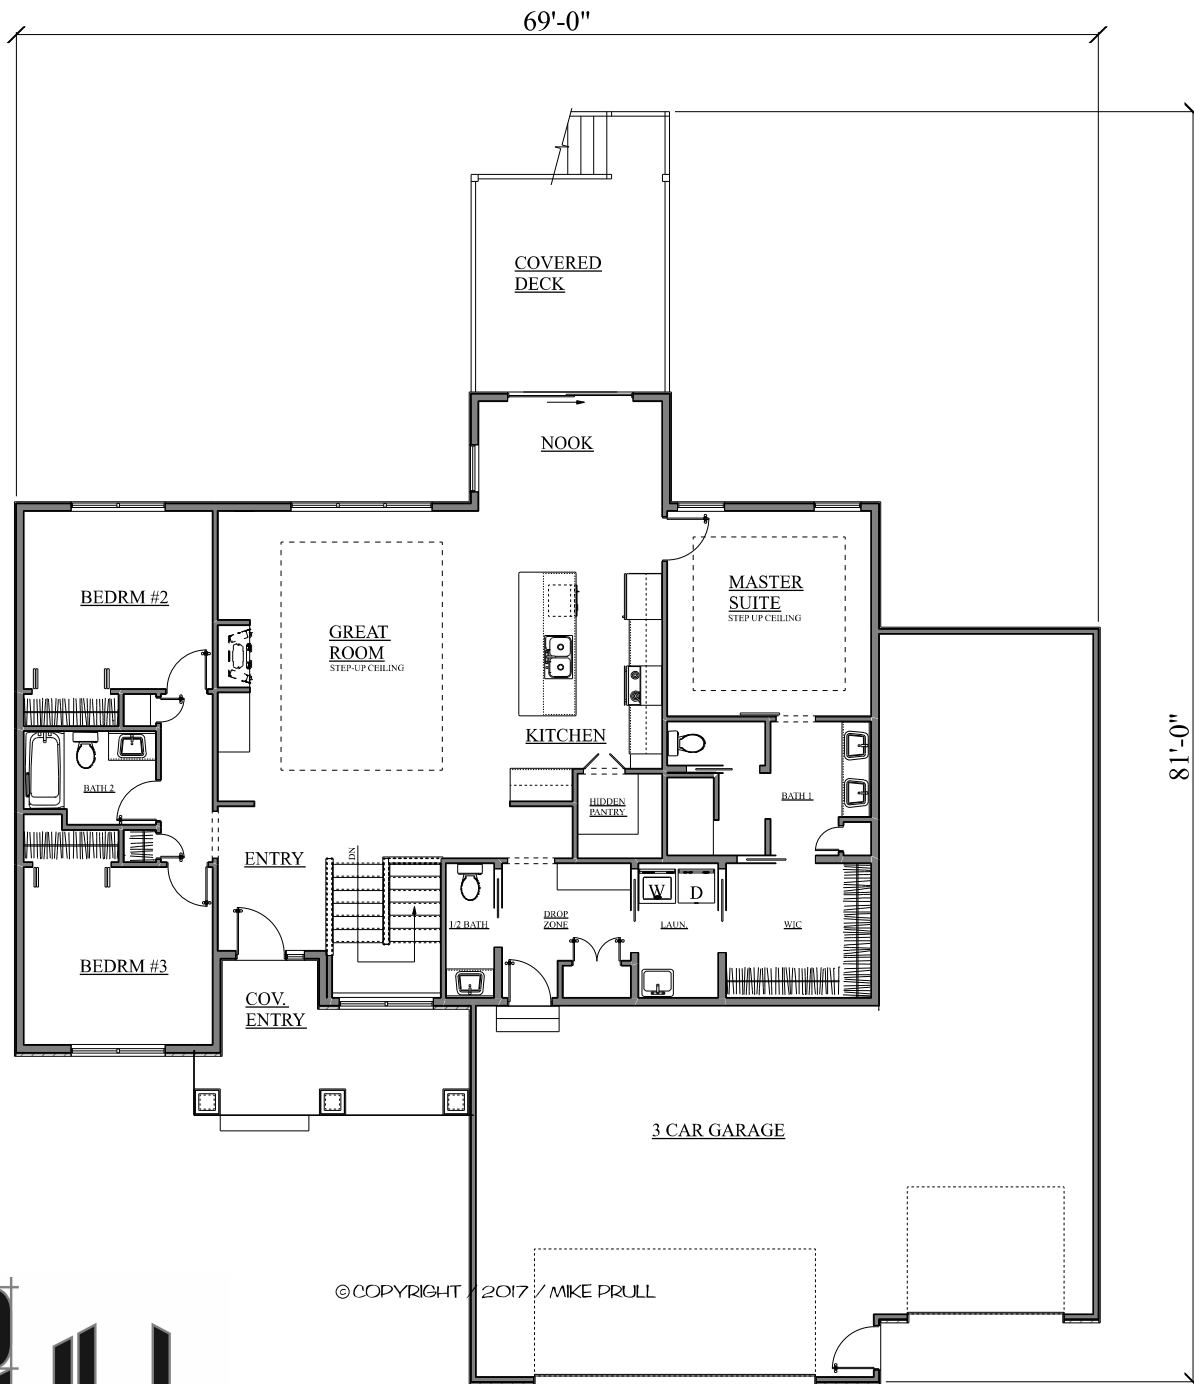 69'-0"
COVERED
DECK
NOOK
BEDRM #2
GREAT
ROOM
STEP-UP CEILING
MASTER
SUITE
STEP UP CEILING
81'-0"
KITCHEN
BATH 2
HIDDEN
PANTRY
BATH 1
ENTRY
DN
W
D
1/2 BATH
DROP
ZONE
LAUN.
WIC
BEDRM #3
COV.
ENTRY
3 CAR GARAGE
© COPYRIGHT / 2017 / MIKE PRULL